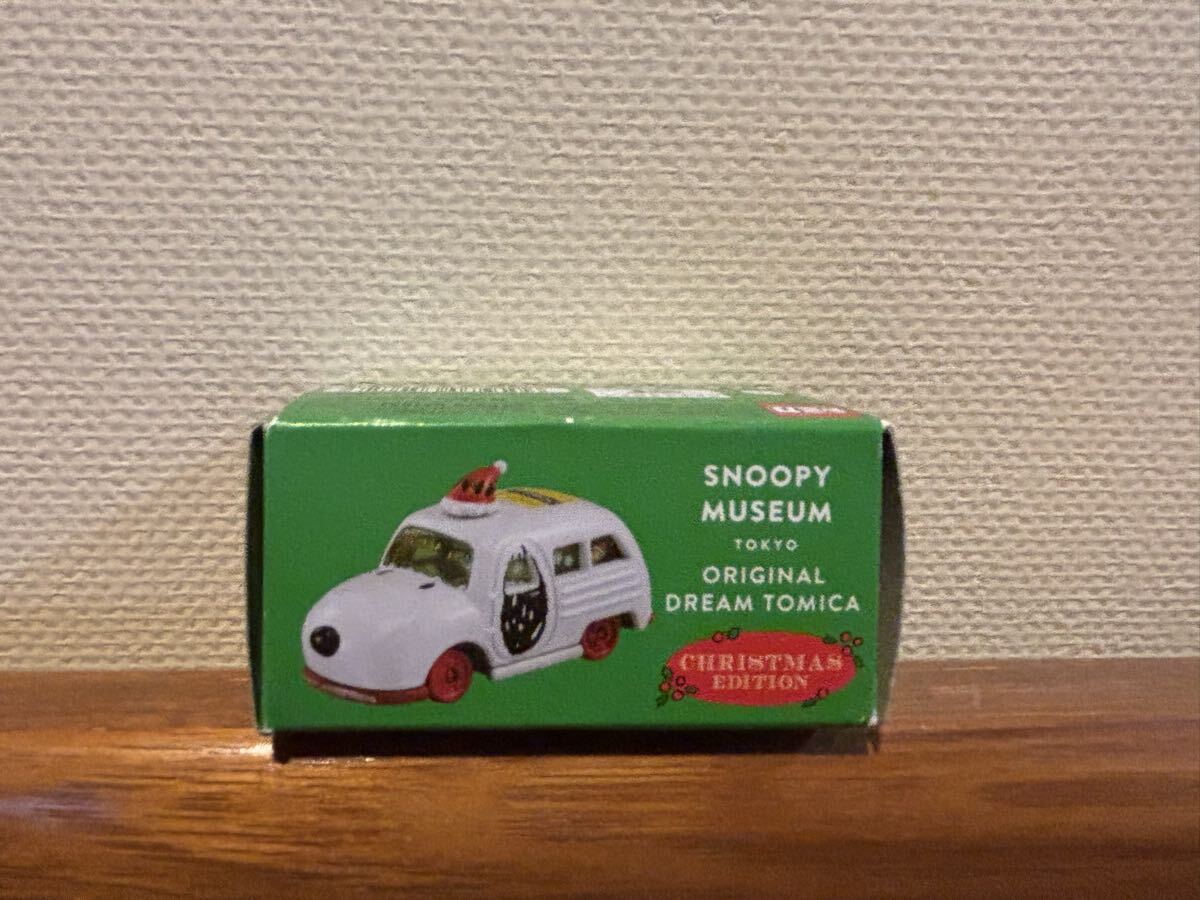 SNOOPY
MUSEUM
TOKYO
ORIGINAL
DREAM TOMICA
CHRISTMAS
EDITION